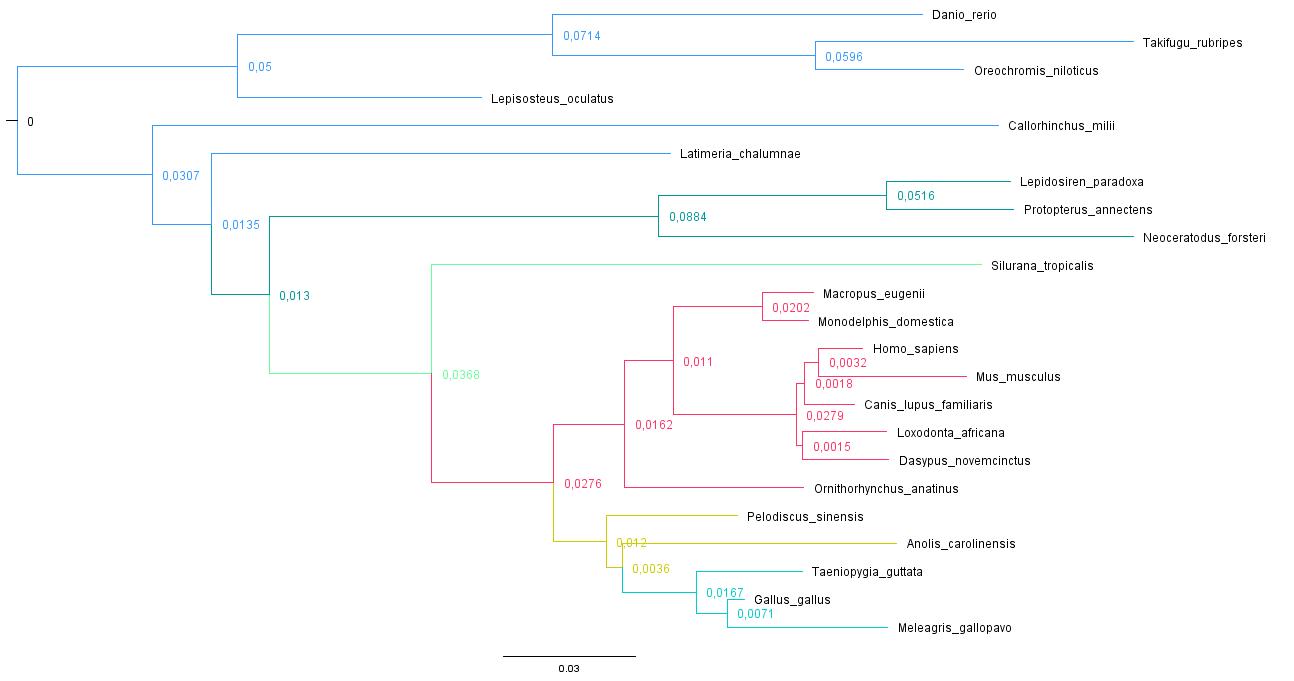 Danio_rerio
0,0714
Takifugu_rubripes
0,0596
0,05
Oreochromis_niloticus
Lepisosteus_oculatus
0
Callorhinchus_milii
Latimeria_chalumnae
0,0307
Lepidosiren_paradoxa
0,0516
Protopterus_annectens
0,0884
0,0135
Neoceratodus_forsteri
Silurana_tropicalis
0,013
Macropus_eugenii
0,0202
Monodelphis_domestica
Homo_sapiens
0,011
0,0032
0,0368
Mus_musculus
0,0018
Canis_lupus_familiaris
0,0279
0,0162
Loxodonta_africana
0,0015
Dasypus_novemcinctus
0,0276
Ornithorhynchus_anatinus
Pelodiscus_sinensis
0,012
Anolis_carolinensis
0,0036
Taeniopygia_guttata
0,0167
Gallus_gallus
0,0071
Meleagris_gallopavo
0.03